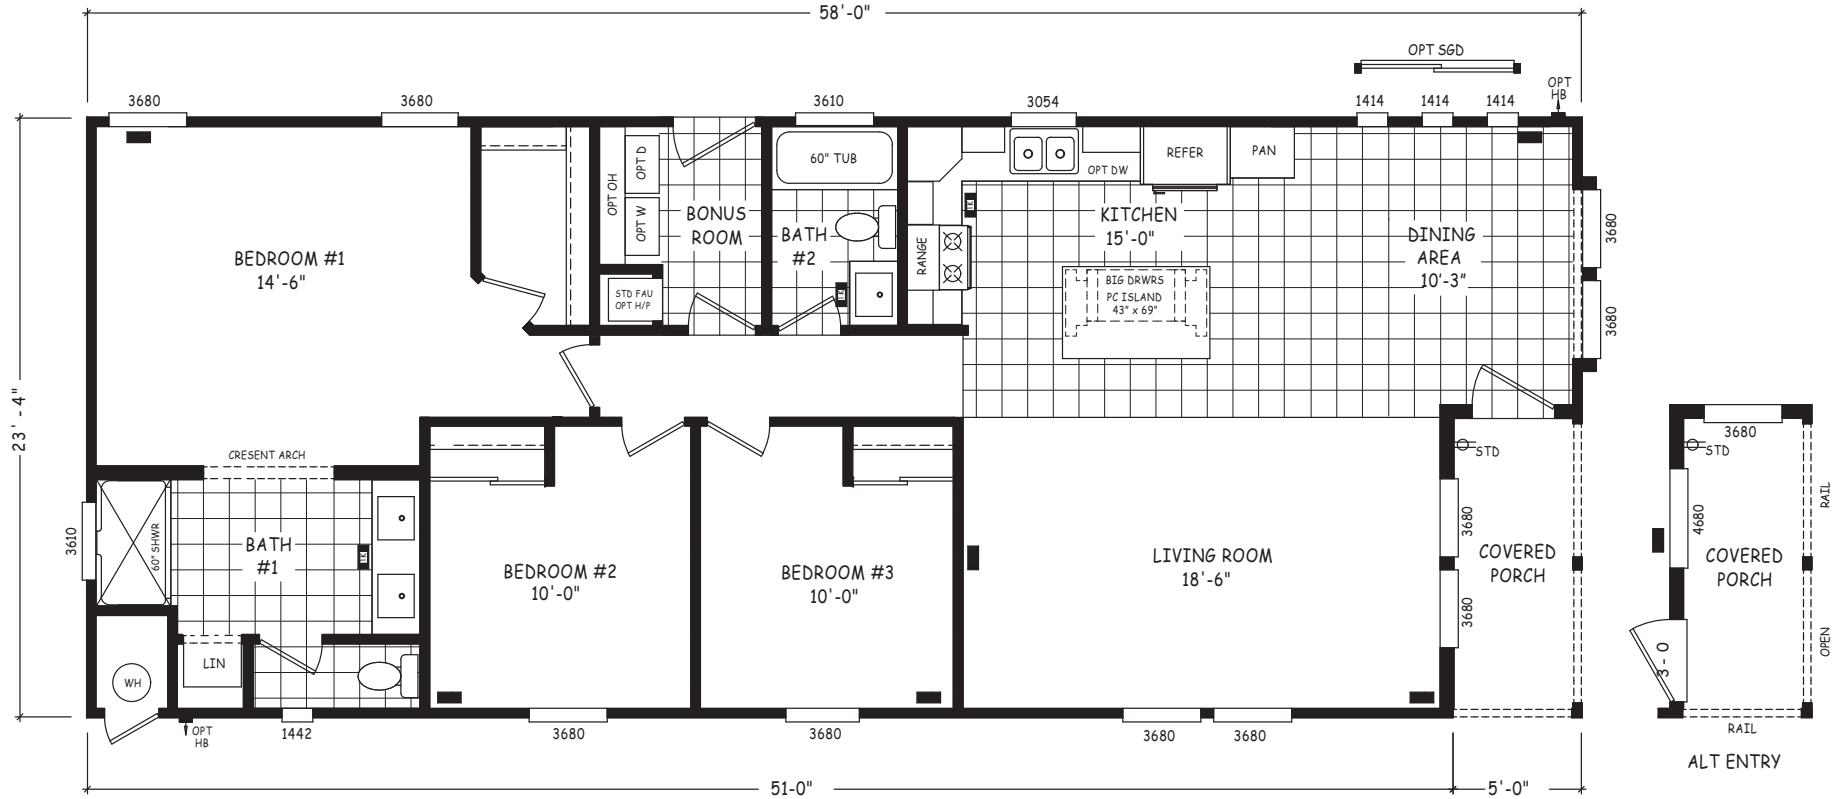 58'-0"
OPT SGD
3680
3680
3610
3054
1414
1414
1414
OPT
HB
60" TUB
OPT D
OPT OH
OPT W
OPT DW
REFER
PAN
BONUS
ROOM
BATH
#2
KITCHEN
15'-0"
RANGE
DINING
AREA
10'-3"
3680
3680
BEDROOM #1
14'-6"
STD FAU
OPT H/P
BIG DRWRS
PC ISLAND
43" x 69"
23'-4"
CRESENT ARCH
3610
60" SHWR
BATH
#1
BEDROOM #2
10'-0"
BEDROOM #3
10'-0"
LIVING ROOM
18'-6"
STD
3680
3680
COVERED
PORCH
3680
STD
4680
RAIL
COVERED
PORCH
3-0
OPEN
RAIL
ALT ENTRY
LIN
WH
OPT
HB
1442
3680
3680
3680
3680
51-0"
5'-0"